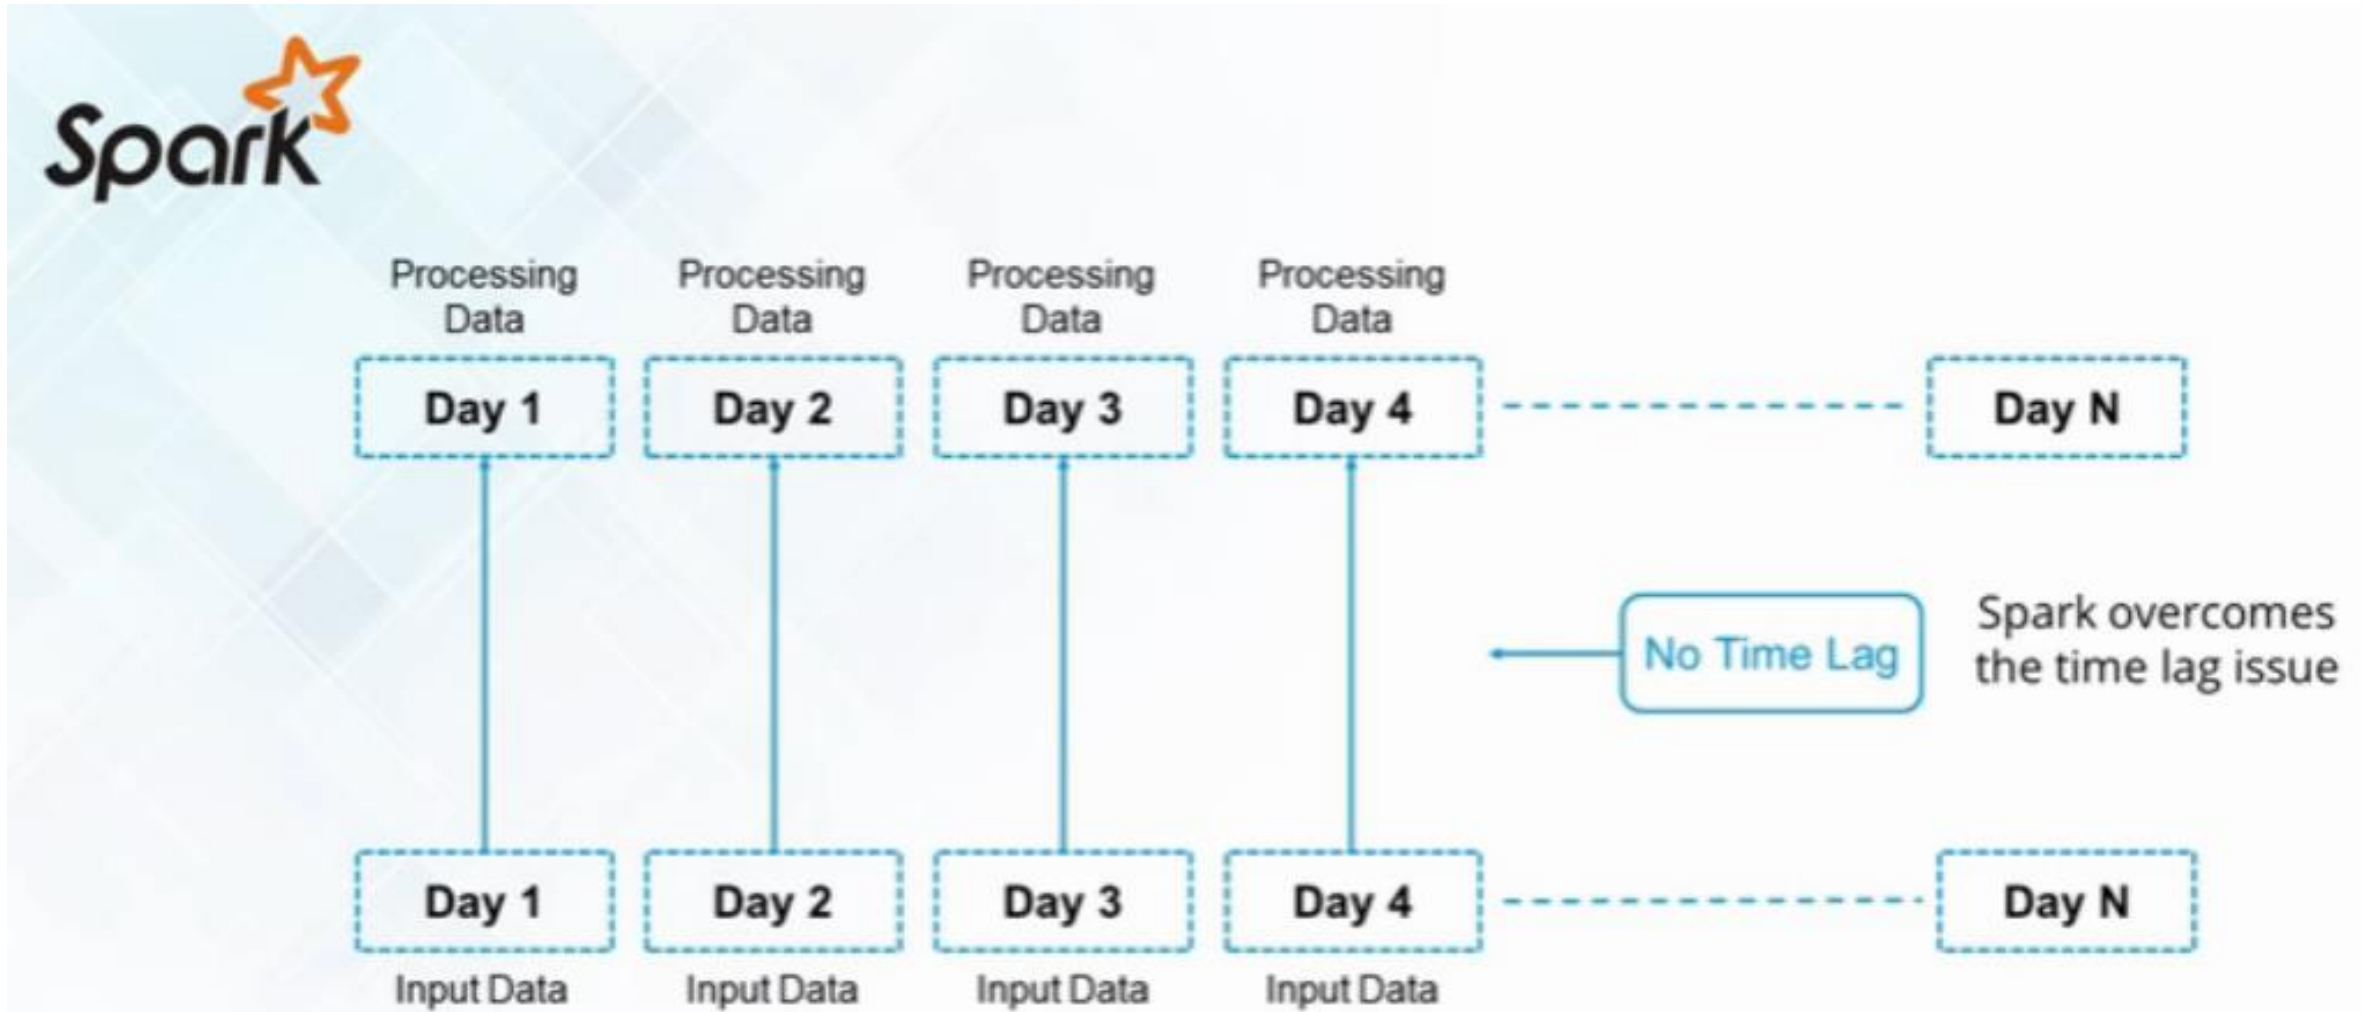 Spark
Processing
Data
Processing
Data
Processing
Data
Processing
Data
Day 1
Day 2
Day 3
Day 4
Day N
No Time Lag
Spark overcomes
the time lag issue
Day 1
Day 2
Day 3
Day 4
Day N
Input Data
Input Data
Input Data
Input Data